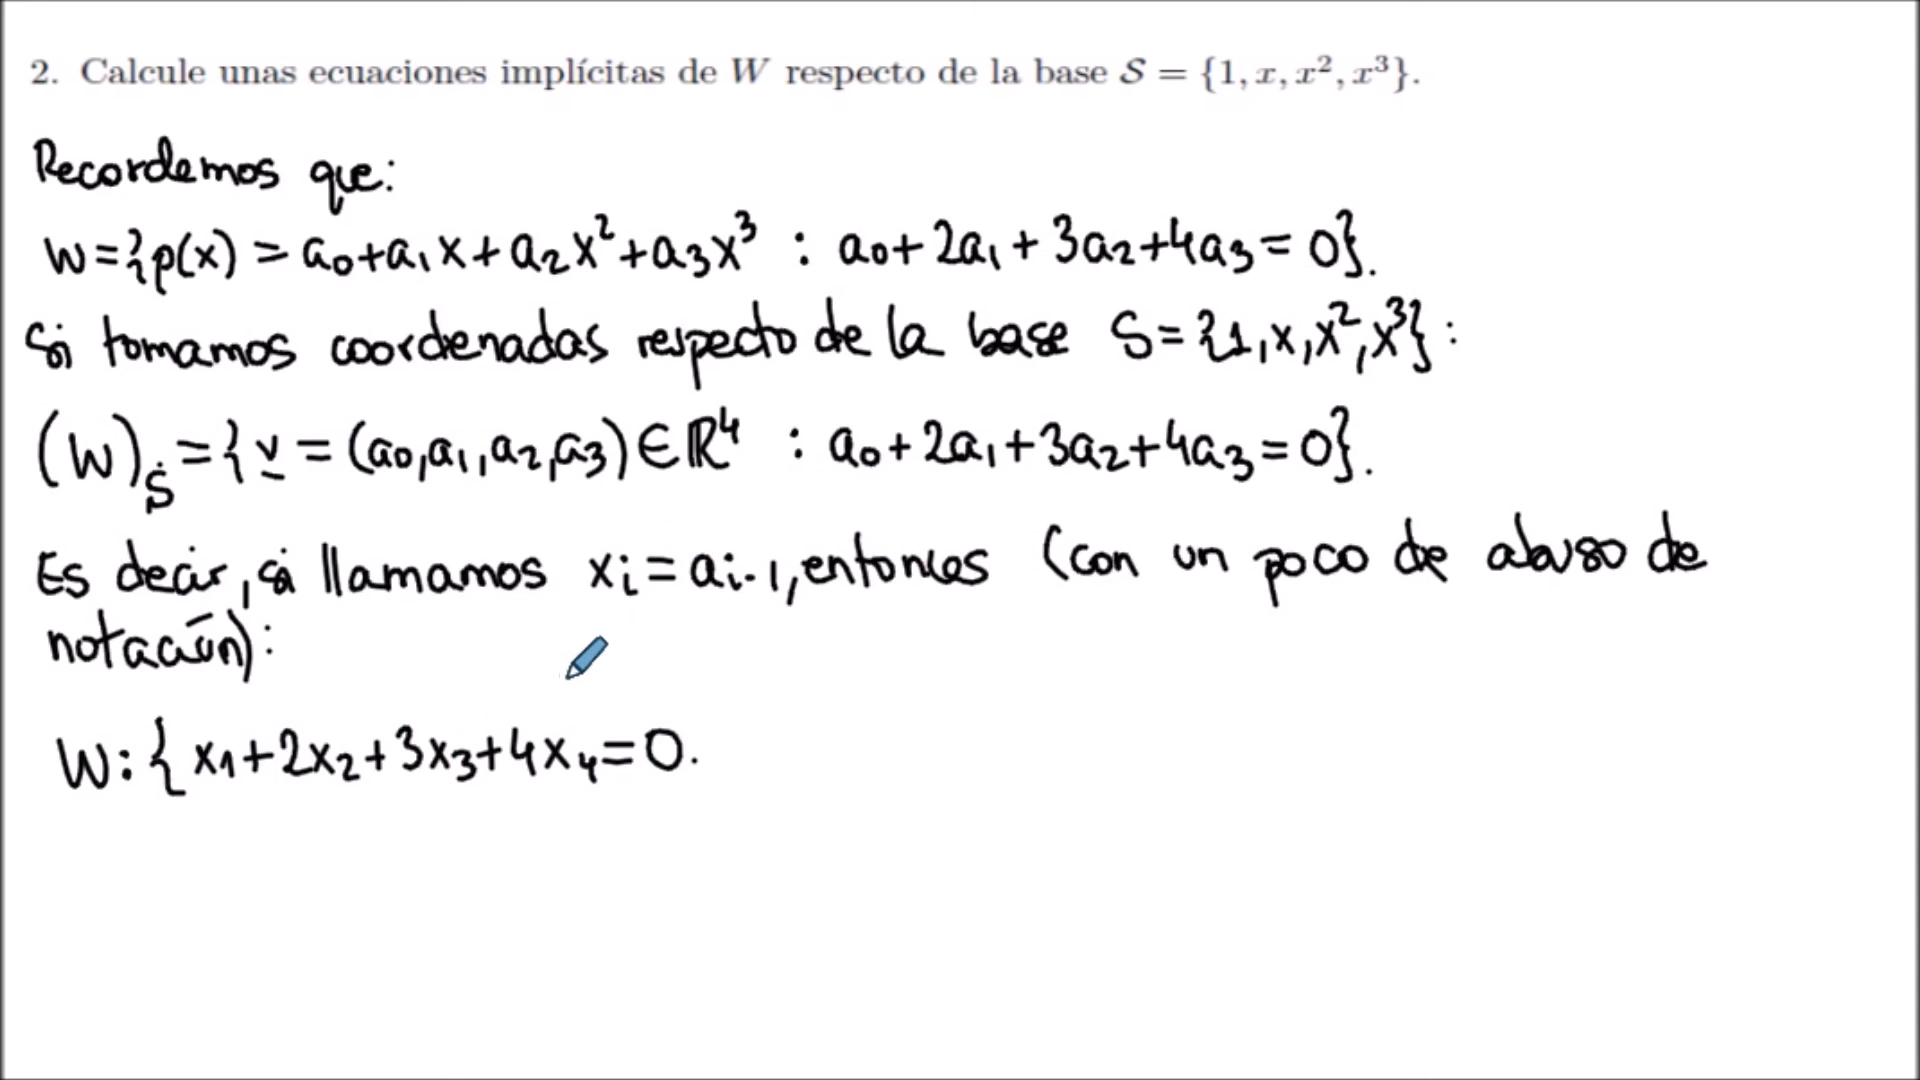 2. Calcule unas ecuaciones implícitas de W respecto de la base S = {1, x, x², x³}.
Recordemos que:
W={p(x) = a₀+a₁x+a₂x²+a₃x³ : a₀+2a₁+3a₂+4a₃=0}.
Si tomamos coordenadas respecto de la base S={1,x,x²,x³}:
(W)ₛ={v̲=(a₀,a₁,a₂,a₃)∈ℝ⁴ : a₀+2a₁+3a₂+4a₃=0}.
Es decir, si llamamos xᵢ=aᵢ₋₁, entonces (con un poco de abuso de
notación):
W:{ x₁+2x₂+3x₃+4x₄=0.